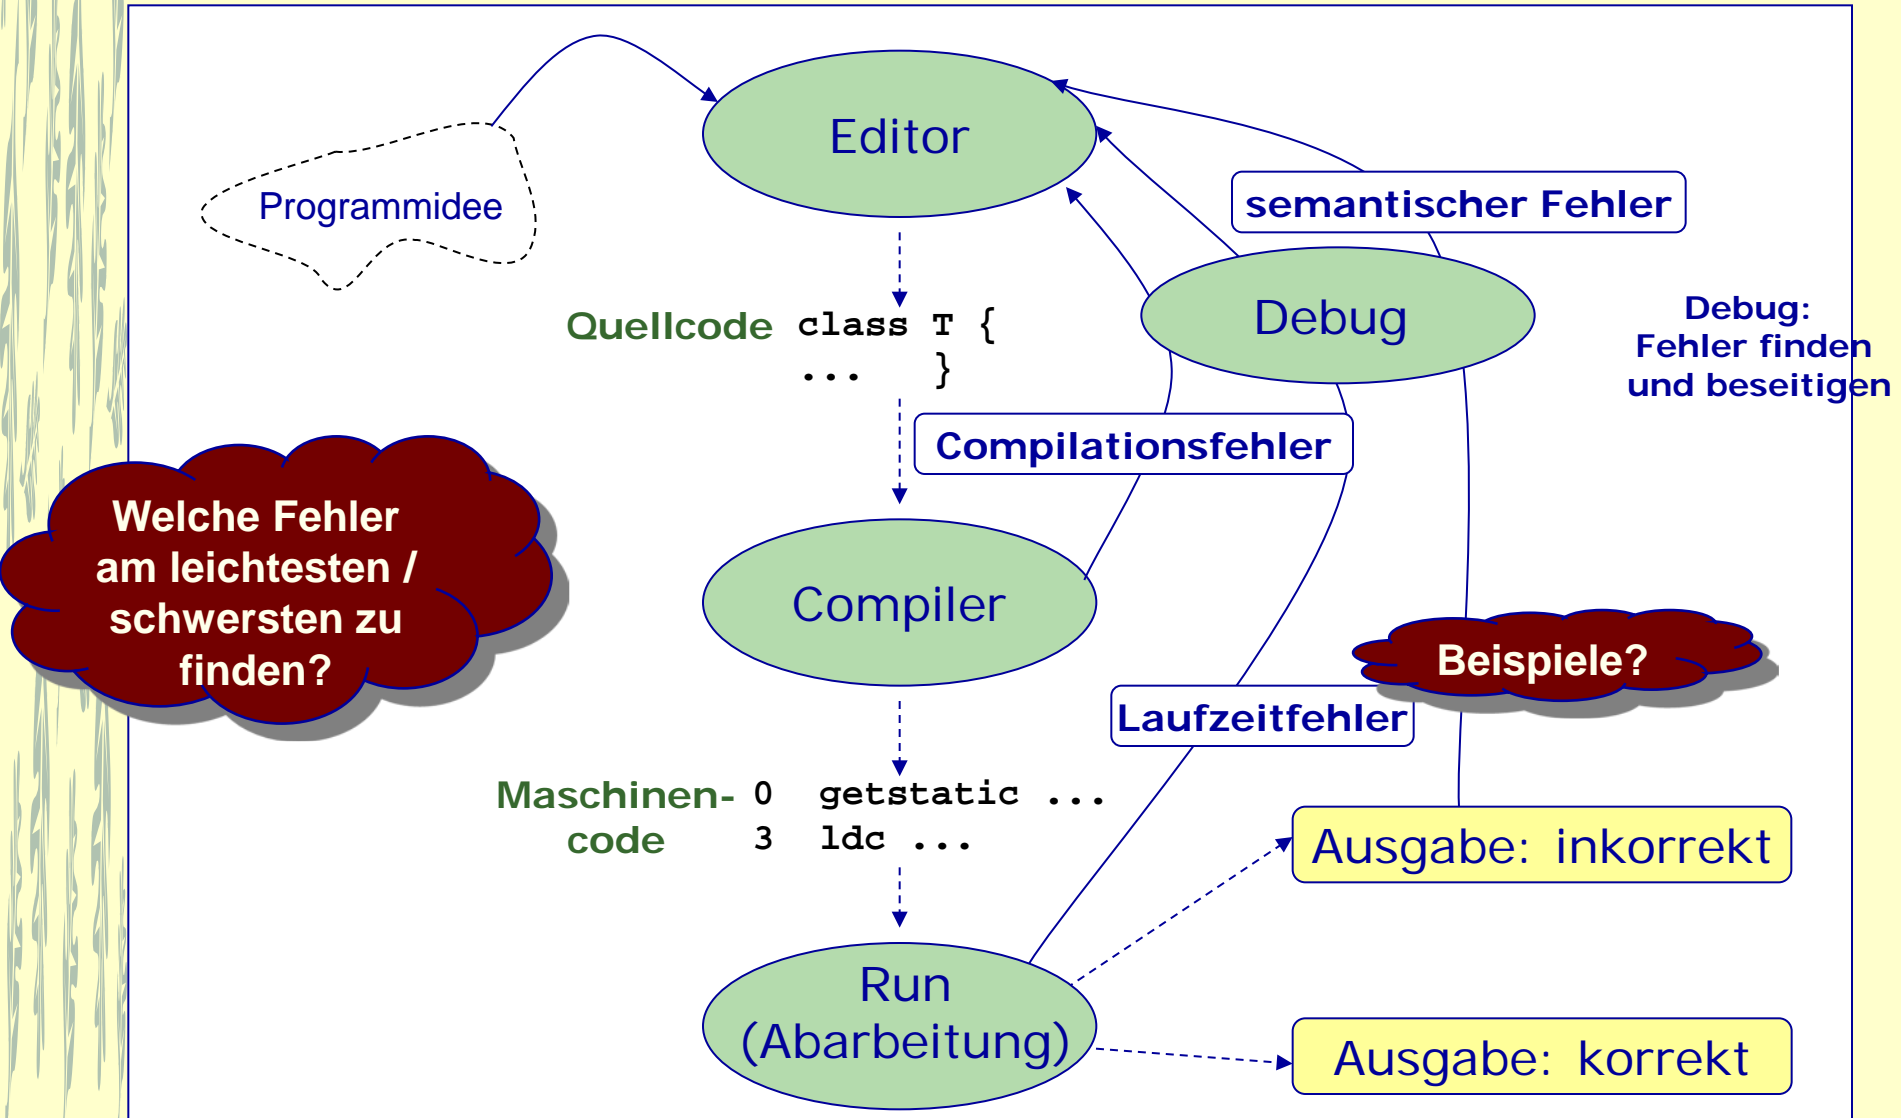 Editor
Programmidee
semantischer Fehler
Debug
Debug:
Fehler finden
und beseitigen
Quellcode class T {
... }
Compilationsfehler
Welche Fehler
am leichtesten /
schwersten zu
finden?
Compiler
Beispiele?
Laufzeitfehler
Maschinen- 0 getstatic ...
code 3 ldc ...
Ausgabe: inkorrekt
Run
(Abarbeitung)
Ausgabe: korrekt